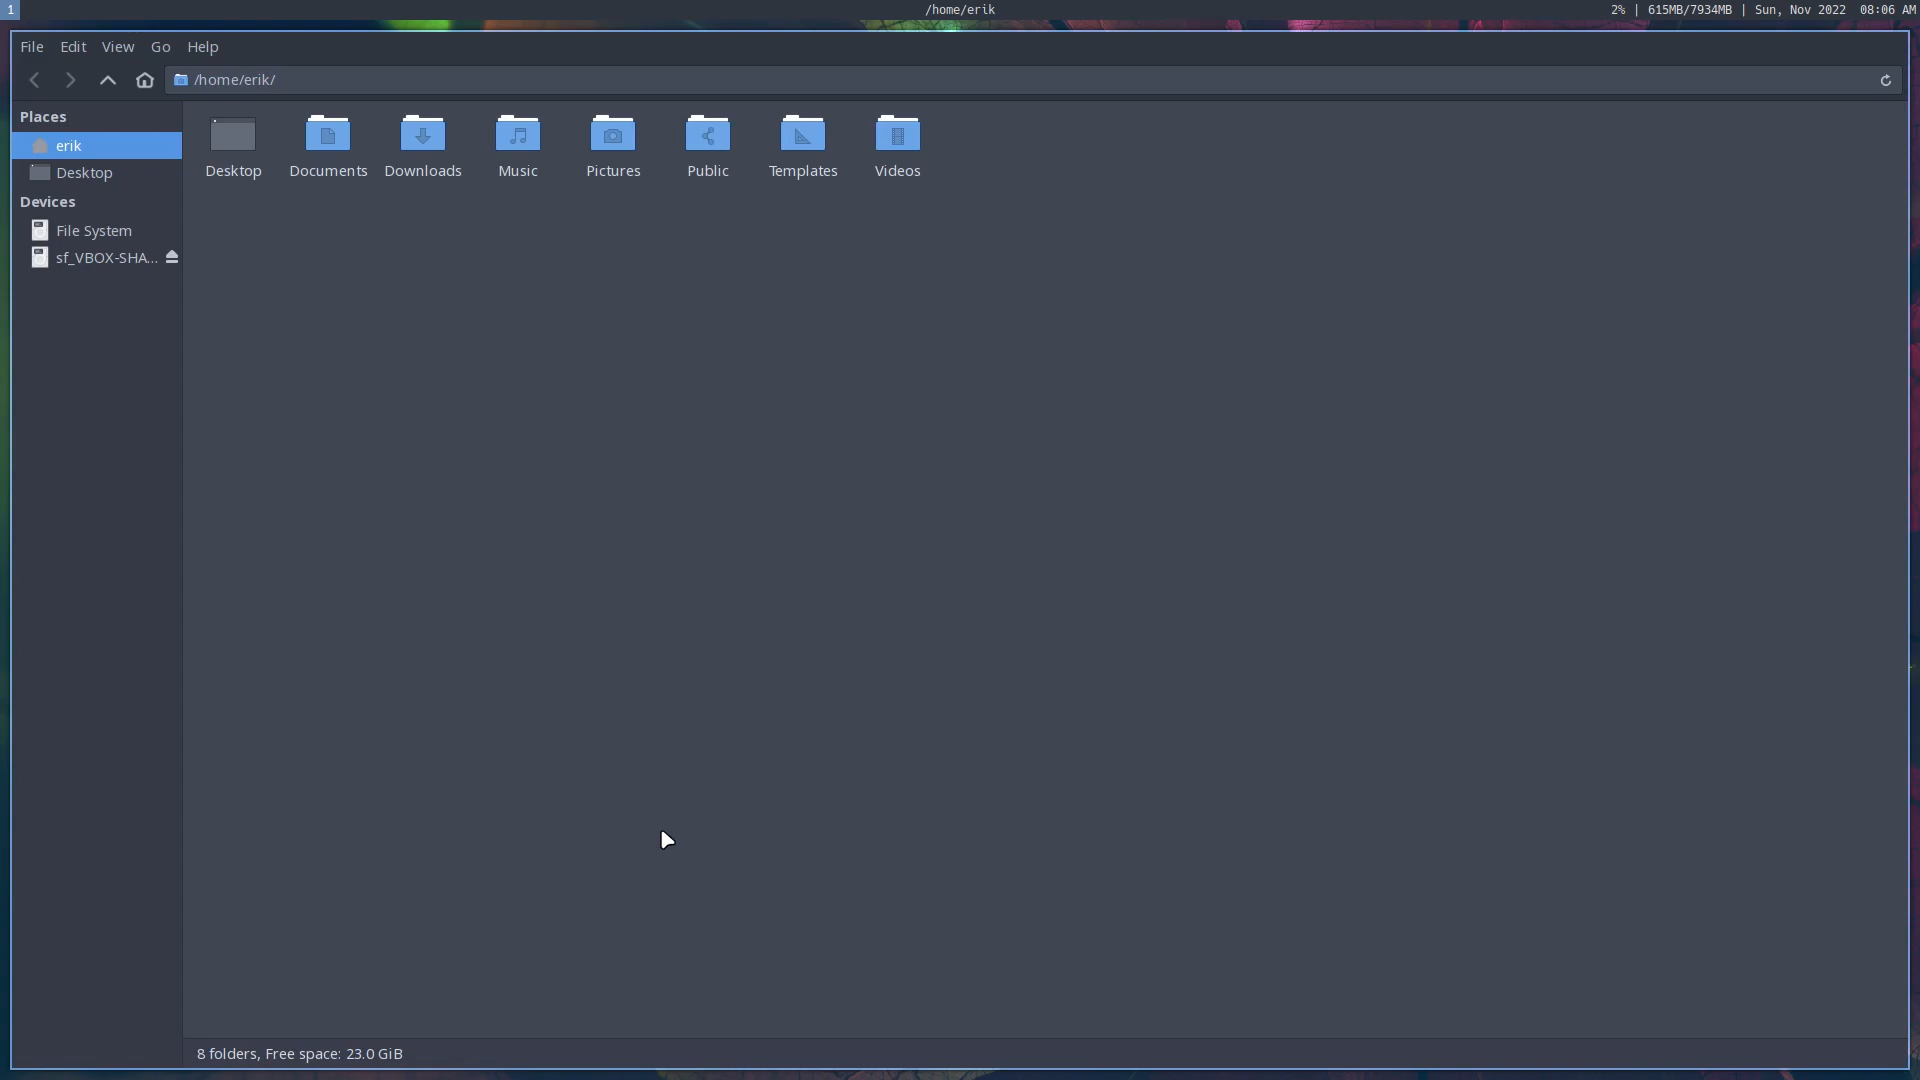 1 /home/erik 2% | 615MB/7934MB | Sun, Nov 2022  08:06 AM
File Edit View Go Help
/home/erik/
Places
erik
Desktop
Devices
File System
sf_VBOX-SHA...
Desktop Documents Downloads Music Pictures Public Templates Videos
8 folders, Free space: 23.0 GiB